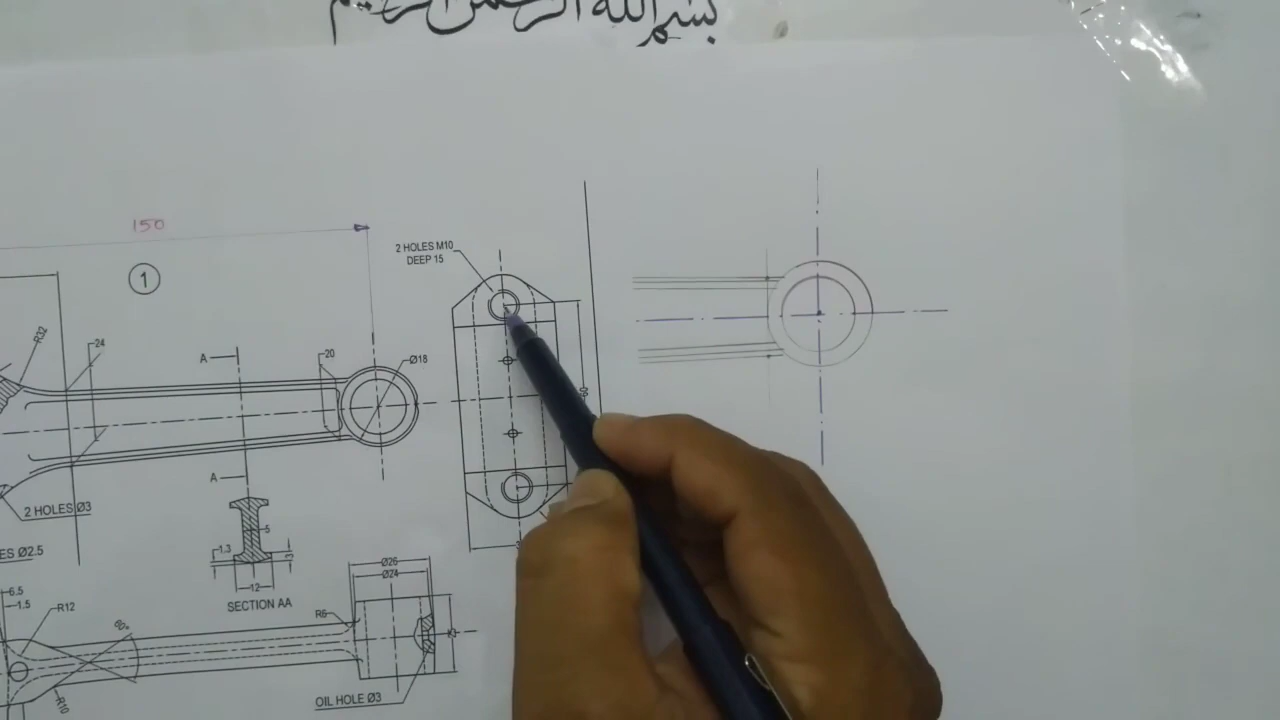 بسم الله الرحمن الرحيم
150
1
2 HOLES M10
DEEP 15
R32
24
A
20
Ø18
A
2 HOLES Ø3
ES Ø2.5
1.3
5
3
12
SECTION AA
Ø26
Ø24
6.5
1.5
R12
60°
R6
R10
OIL HOLE Ø3